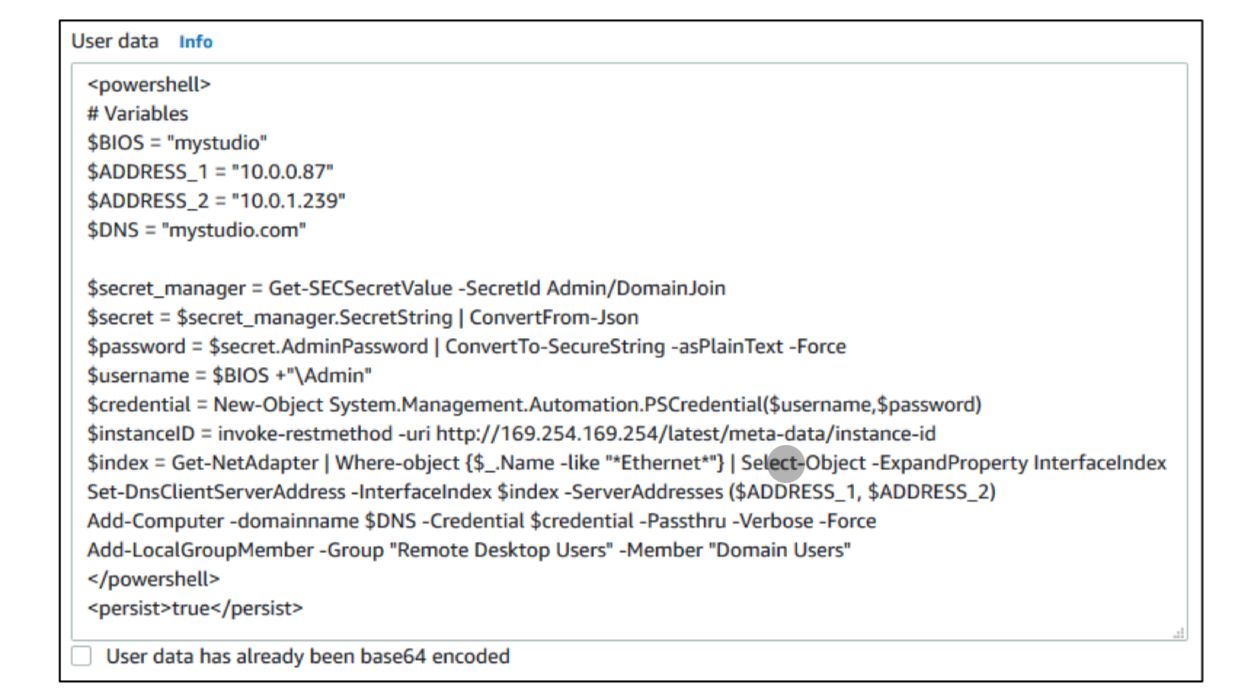 User data Info
<powershell>
# Variables
$BIOS = "mystudio"
$ADDRESS_1 = "10.0.0.87"
$ADDRESS_2 = "10.0.1.239"
$DNS = "mystudio.com"
$secret_manager = Get-SECSecretValue -SecretId Admin/DomainJoin
$secret = $secret_manager.SecretString | ConvertFrom-Json
$password = $secret.AdminPassword | ConvertTo-SecureString -asPlainText -Force
$username = $BIOS +"\Admin"
$credential = New-Object System.Management.Automation.PSCredential($username,$password)
$instanceID = invoke-restmethod -uri http://169.254.169.254/latest/meta-data/instance-id
$index = Get-NetAdapter | Where-object {$_.Name -like "*Ethernet*"} | Select-Object -ExpandProperty InterfaceIndex
Set-DnsClientServerAddress -InterfaceIndex $index -ServerAddresses ($ADDRESS_1, $ADDRESS_2)
Add-Computer -domainname $DNS -Credential $credential -Passthru -Verbose -Force
Add-LocalGroupMember -Group "Remote Desktop Users" -Member "Domain Users"
</powershell>
<persist>true</persist>
User data has already been base64 encoded